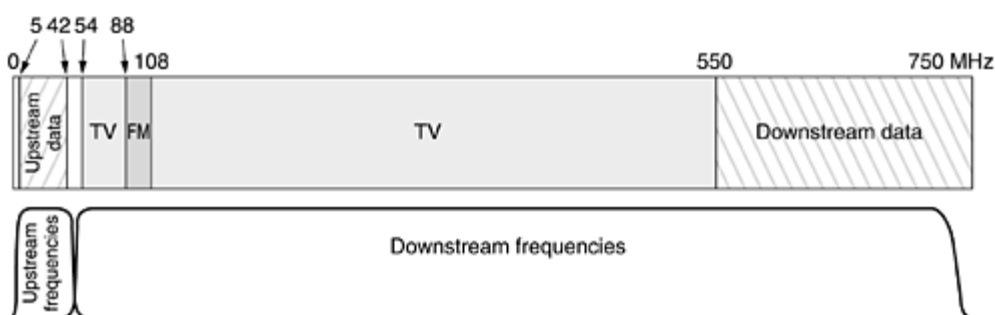 5 42 54 88
0 108 550 750 MHz
Upstream
data
TV
FM
TV
Downstream data
Upstream
frequencies
Downstream frequencies